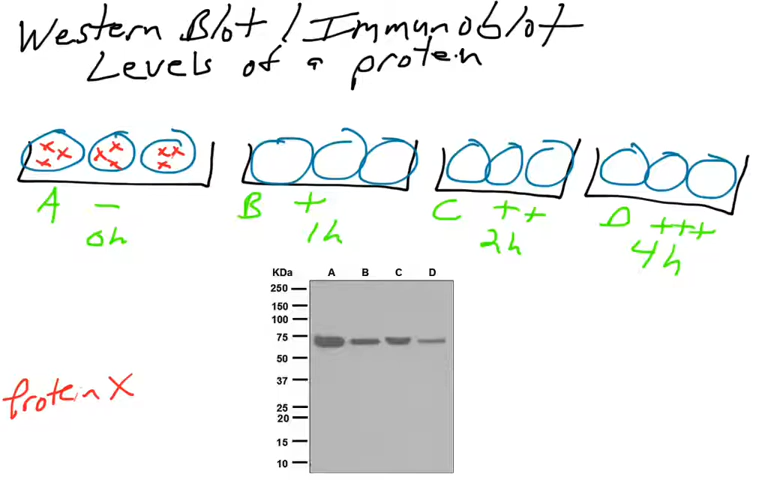 Western Blot / Immunoblot
Levels of a protein
x x x x x x x x x
A - B + C ++ D +++
0h 1h 2h 4h
KDa A B C D
250
150
100
75
50
37
25
20
15
10
Protein X